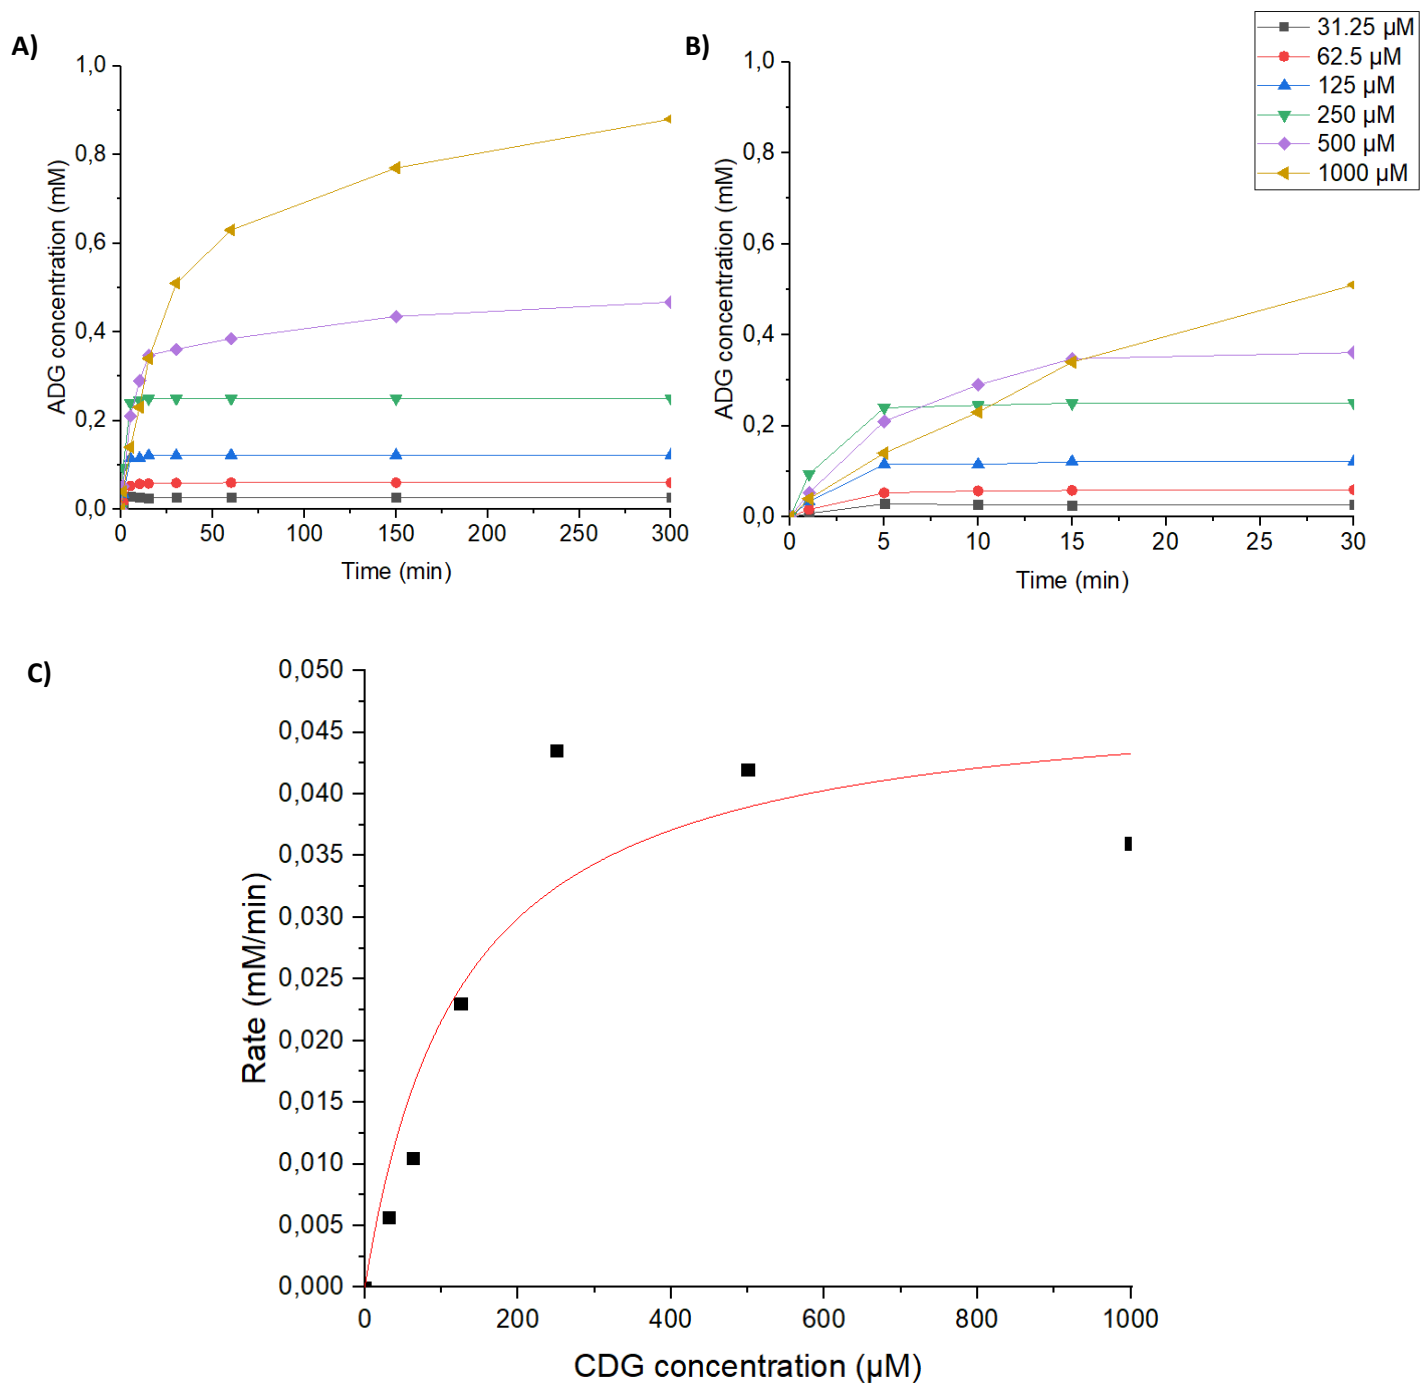 A)
1,0
0,8
0,6
0,4
0,2
0,0
ADG concentration (mM)
0 50 100 150 200 250 300
Time (min)
B)
1,0
0,8
0,6
0,4
0,2
0,0
ADG concentration (mM)
0 5 10 15 20 25 30
Time (min)
31.25 µM
62.5 µM
125 µM
250 µM
500 µM
1000 µM
C)
0,050
0,045
0,040
0,035
0,030
0,025
0,020
0,015
0,010
0,005
0,000
Rate (mM/min)
0 200 400 600 800 1000
CDG concentration (µM)